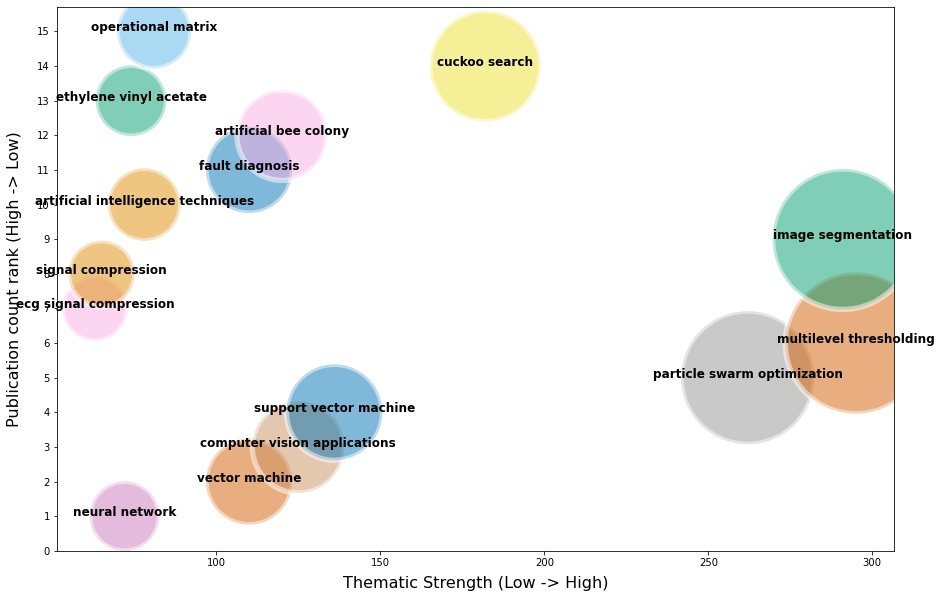 operational matrix
cuckoo search
ethylene vinyl acetate
artificial bee colony
fault diagnosis
artificial intelligence techniques
image segmentation
signal compression
ecg signal compression
multilevel thresholding
particle swarm optimization
support vector machine
computer vision applications
vector machine
neural network
15
14
13
12
11
10
9
8
7
6
5
4
3
2
1
0
100
150
200
250
300
Publication count rank (High -> Low)
Thematic Strength (Low -> High)